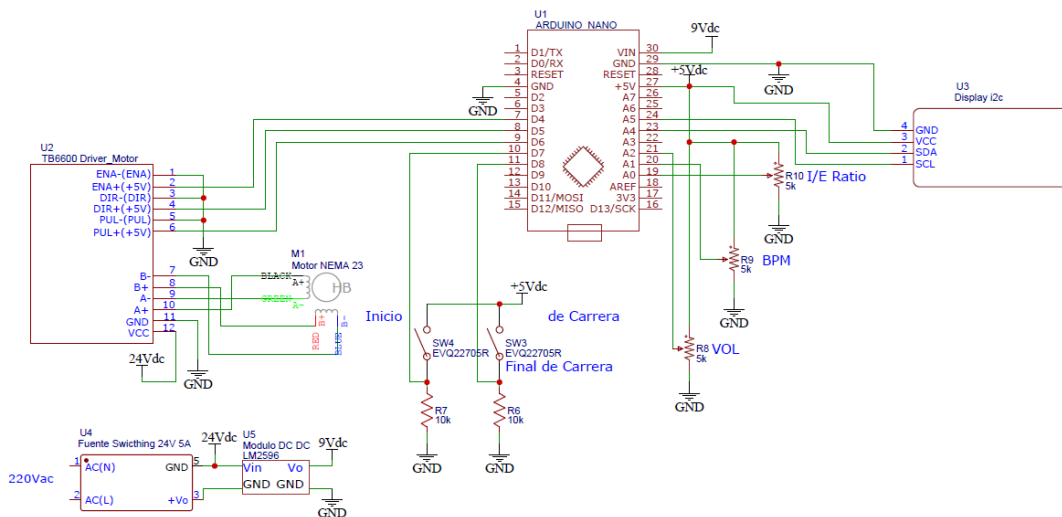 U1
ARDUINO_NANO
1 D1/TX VIN 30
2 D0/RX GND 29
3 RESET RESET 28
4 GND +5V 27
5 D2 A7 26
6 D3 A6 25
7 D4 A5 24
8 D5 A4 23
9 D6 A3 22
10 D7 A2 21
11 D8 A1 20
12 D9 A0 19
13 D10 AREF 18
14 D11/MOSI 3V3 17
15 D12/MISO D13/SCK 16
9Vdc
GND
+5Vdc
GND
U3
Display i2c
4 GND
3 VCC
2 SDA
1 SCL
R10
5k
I/E Ratio
GND
R9
5k
BPM
GND
R8
5k
VOL
GND
U2
TB6600 Driver_Motor
ENA-(ENA) 1
ENA+(+5V) 2
DIR-(DIR) 3
DIR+(+5V) 4
PUL-(PUL) 5
PUL+(+5V) 6
B- 7
B+ 8
A- 9
A+ 10
GND 11
VCC 12
GND
M1
Motor NEMA 23
BLACK A+
GREEN A-
HB
RED B+
BLUE B-
24Vdc
GND
+5Vdc
Inicio de Carrera
SW4
EVQ22705R
SW3
EVQ22705R
Final de Carrera
R7
10k
R6
10k
GND
GND
U4
Fuente Swicthing 24V 5A
220Vac
1 AC(N) GND 5
2 AC(L) +Vo 3
24Vdc
U5
Modulo DC DC
LM2596
Vin Vo
GND GND
9Vdc
GND